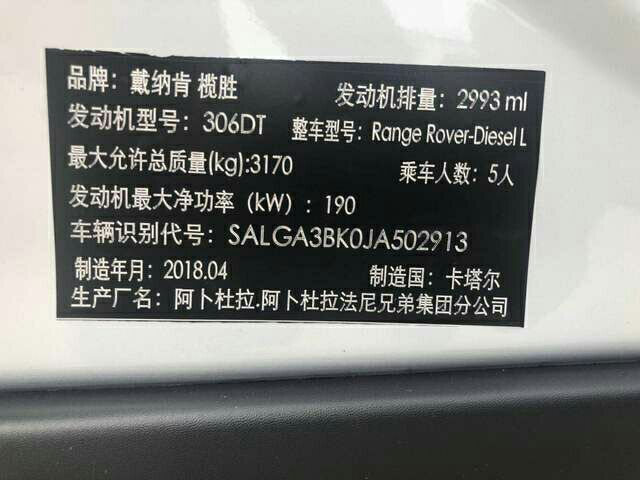 品牌：戴纳肯 揽胜 发动机排量：2993 ml
发动机型号：306DT 整车型号：Range Rover-Diesel L
最大允许总质量(kg):3170 乘车人数：5人
发动机最大净功率（kW）：190
车辆识别代号：SALGA3BK0JA502913
制造年月：2018.04 制造国：卡塔尔
生产厂名：阿卜杜拉.阿卜杜拉法尼兄弟集团分公司